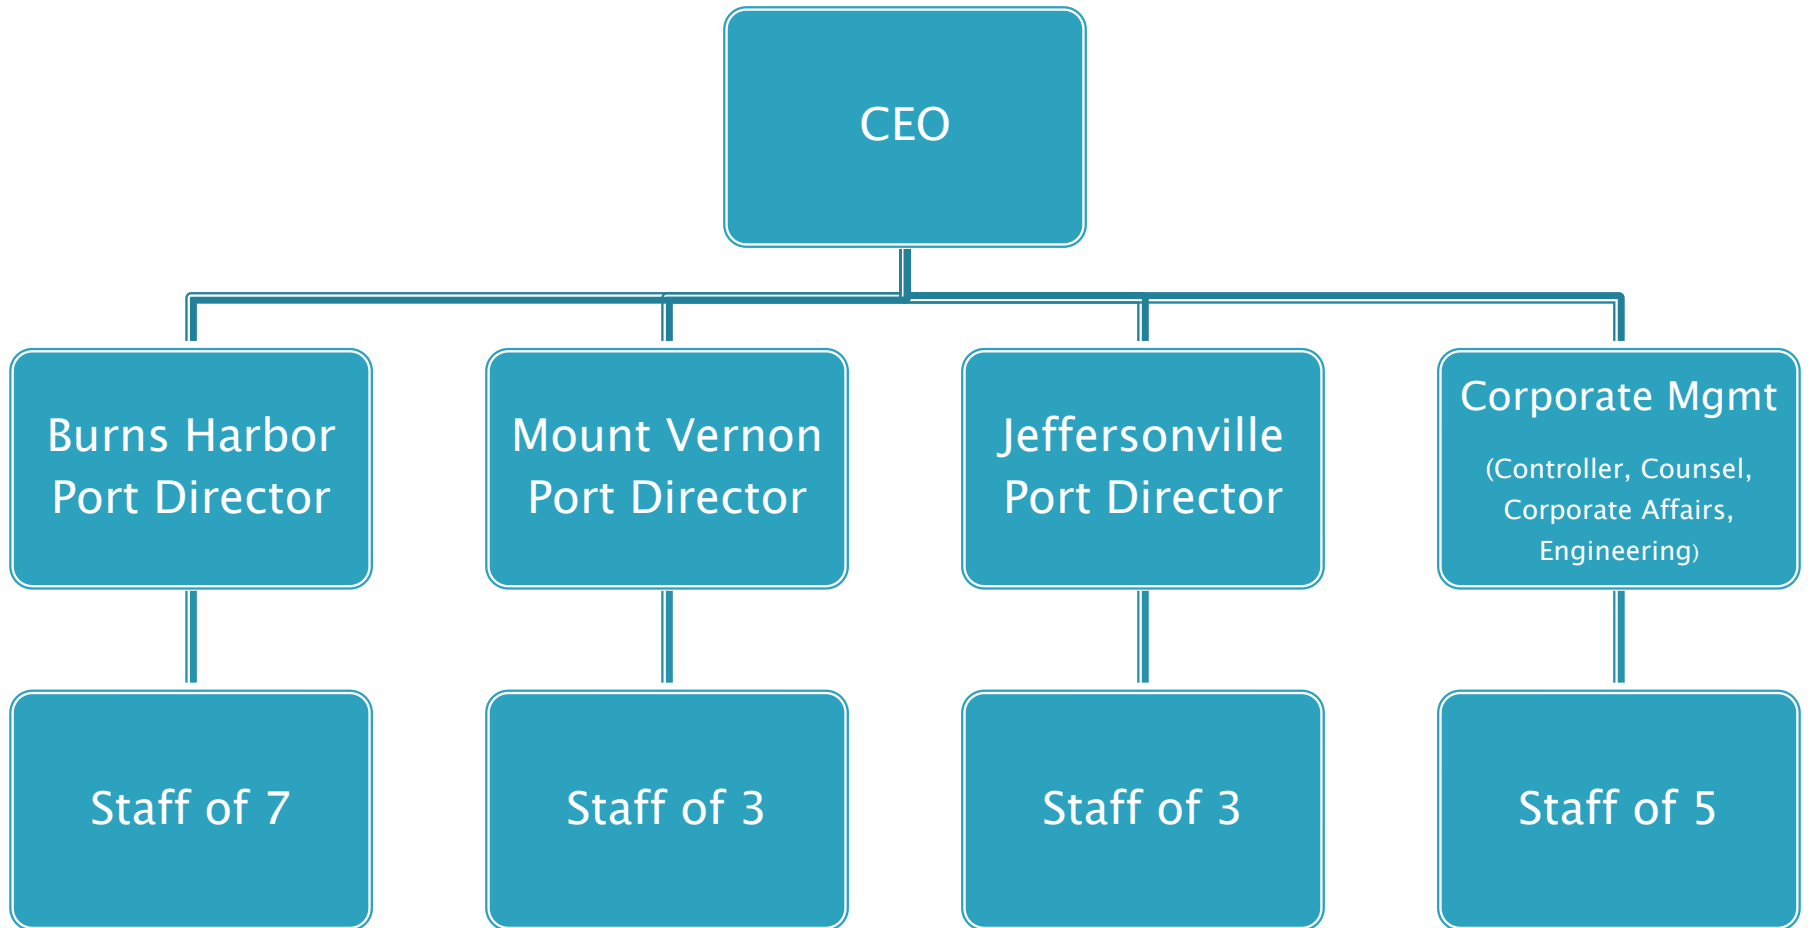 CEO
Burns Harbor
Port Director
Mount Vernon
Port Director
Jeffersonville
Port Director
Corporate Mgmt
(Controller, Counsel,
Corporate Affairs,
Engineering)
Staff of 7
Staff of 3
Staff of 3
Staff of 5